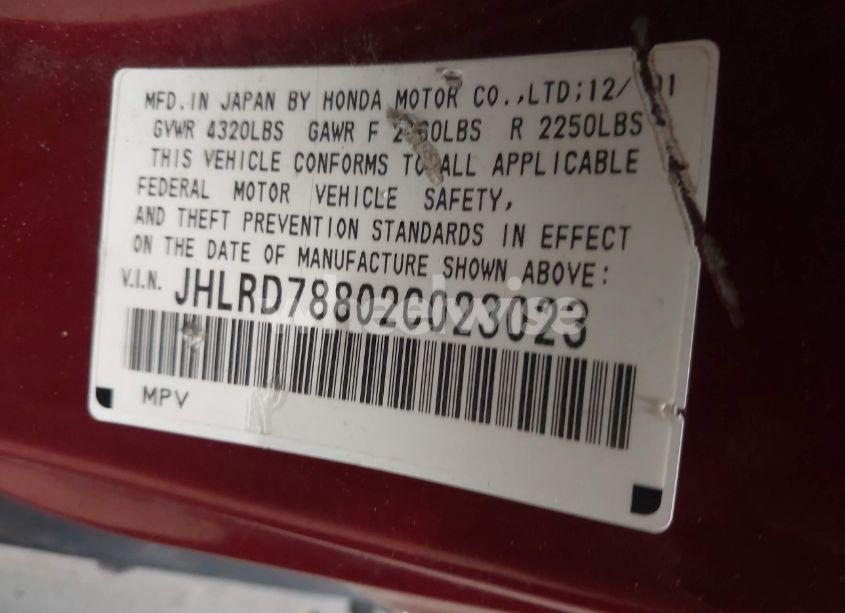 MFD. IN JAPAN BY HONDA MOTOR CO.,LTD;12/ 01
GVWR 4320LBS GAWR F LBS R 2250LBS
THIS VEHICLE CONFORMS TO ALL APPLICABLE
FEDERAL MOTOR VEHICLE SAFETY,
AND THEFT PREVENTION STANDARDS IN EFFECT
ON THE DATE OF MANUFACTURE SHOWN ABOVE:
V.I.N. JHLRD78802C023023
MPV